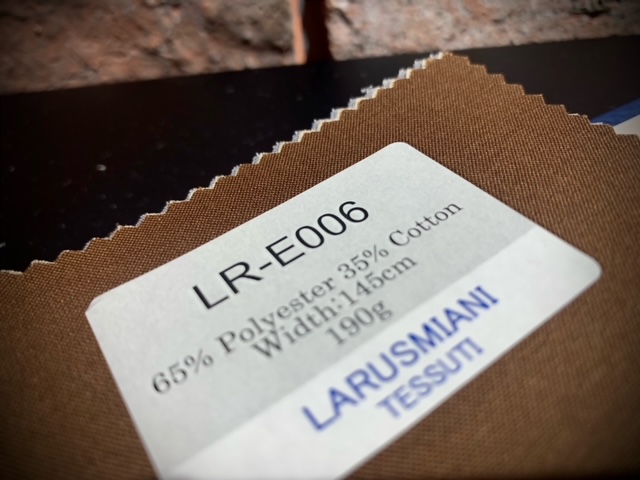 LR-E006
65% Polyester 35% Cotton
Width:145cm
190g
LARUSMIANI
TESSUTI